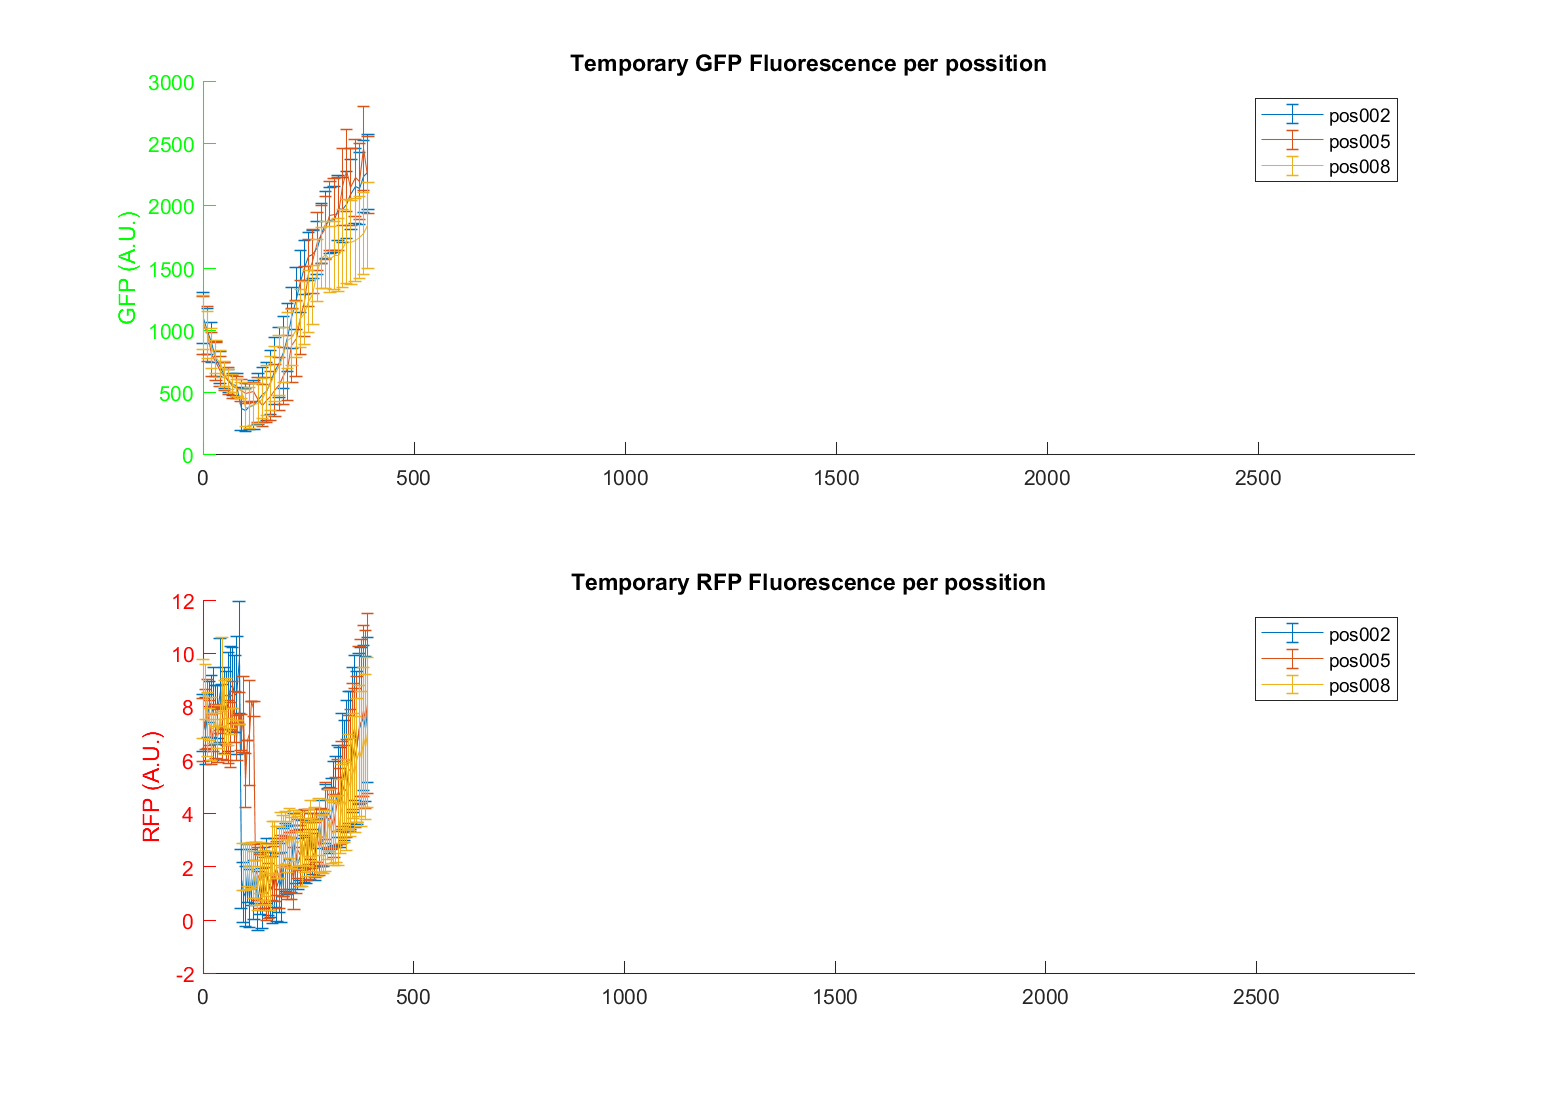 Temporary GFP Fluorescence per possition
3000
2500
2000
1500
1000
500
0
GFP (A.U.)
pos002
pos005
pos008
0 500 1000 1500 2000 2500
Temporary RFP Fluorescence per possition
12
10
8
6
4
2
0
-2
RFP (A.U.)
pos002
pos005
pos008
0 500 1000 1500 2000 2500